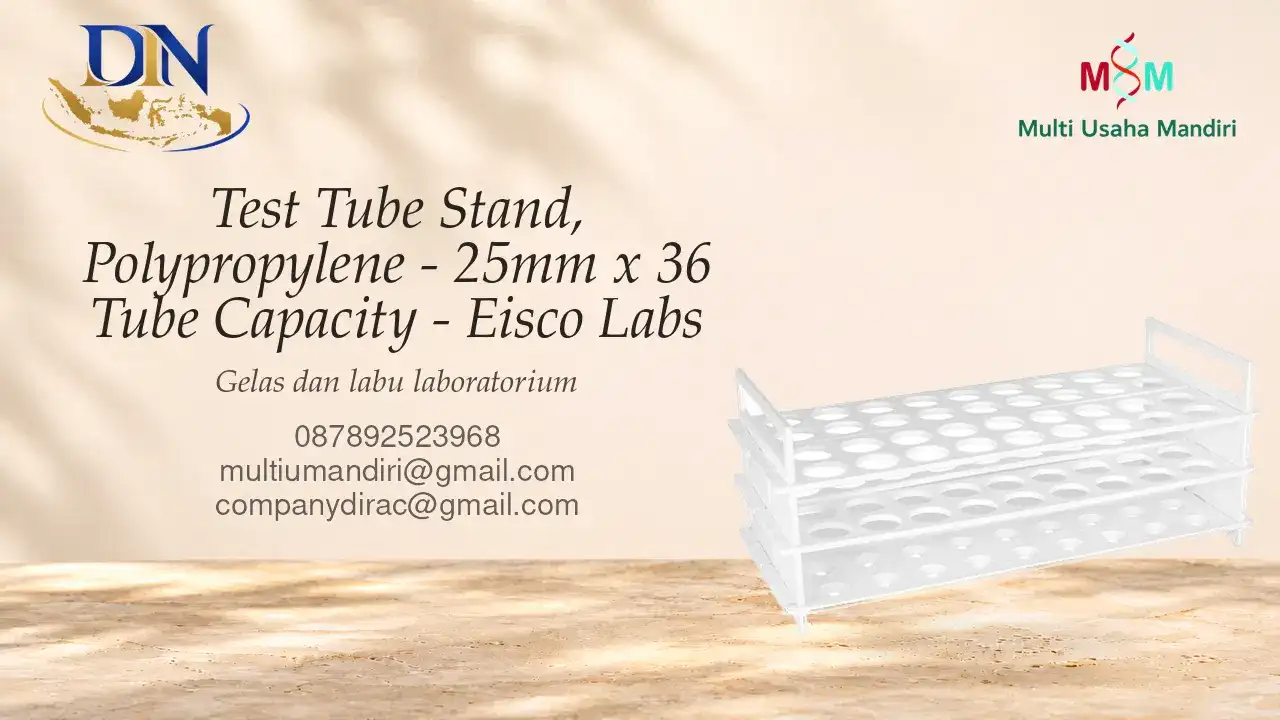 DIN
MSM
Multi Usaha Mandiri
Test Tube Stand,
Polypropylene - 25mm x 36
Tube Capacity - Eisco Labs
Gelas dan labu laboratorium
087892523968
multiumandiri@gmail.com
companydirac@gmail.com